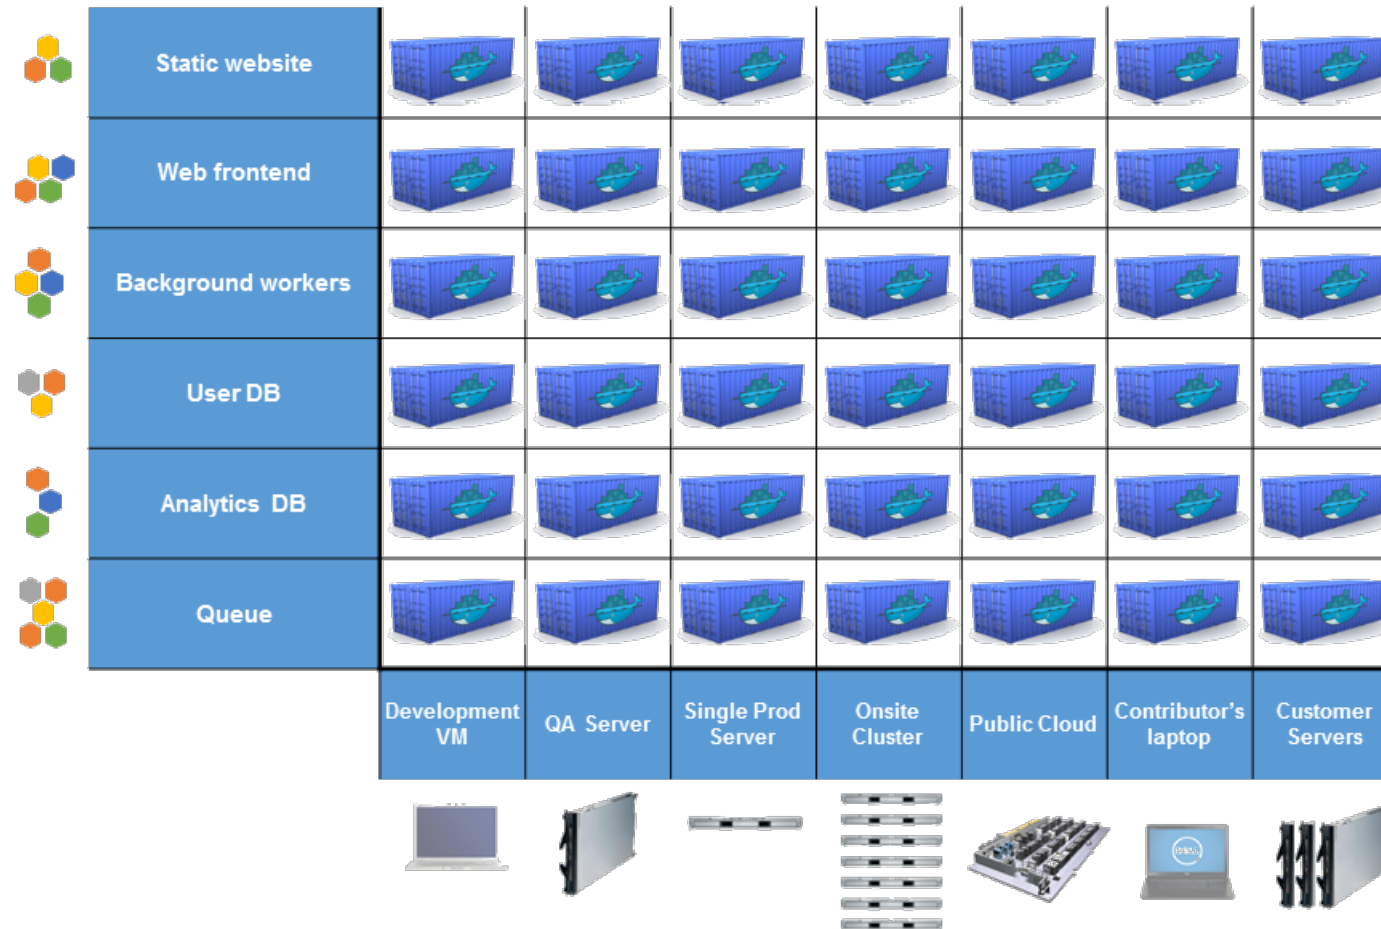 Static website
Web frontend
Background workers
User DB
Analytics DB
Queue
Development
VM
QA Server
Single Prod
Server
Onsite
Cluster
Public Cloud
Contributor’s
laptop
Customer
Servers